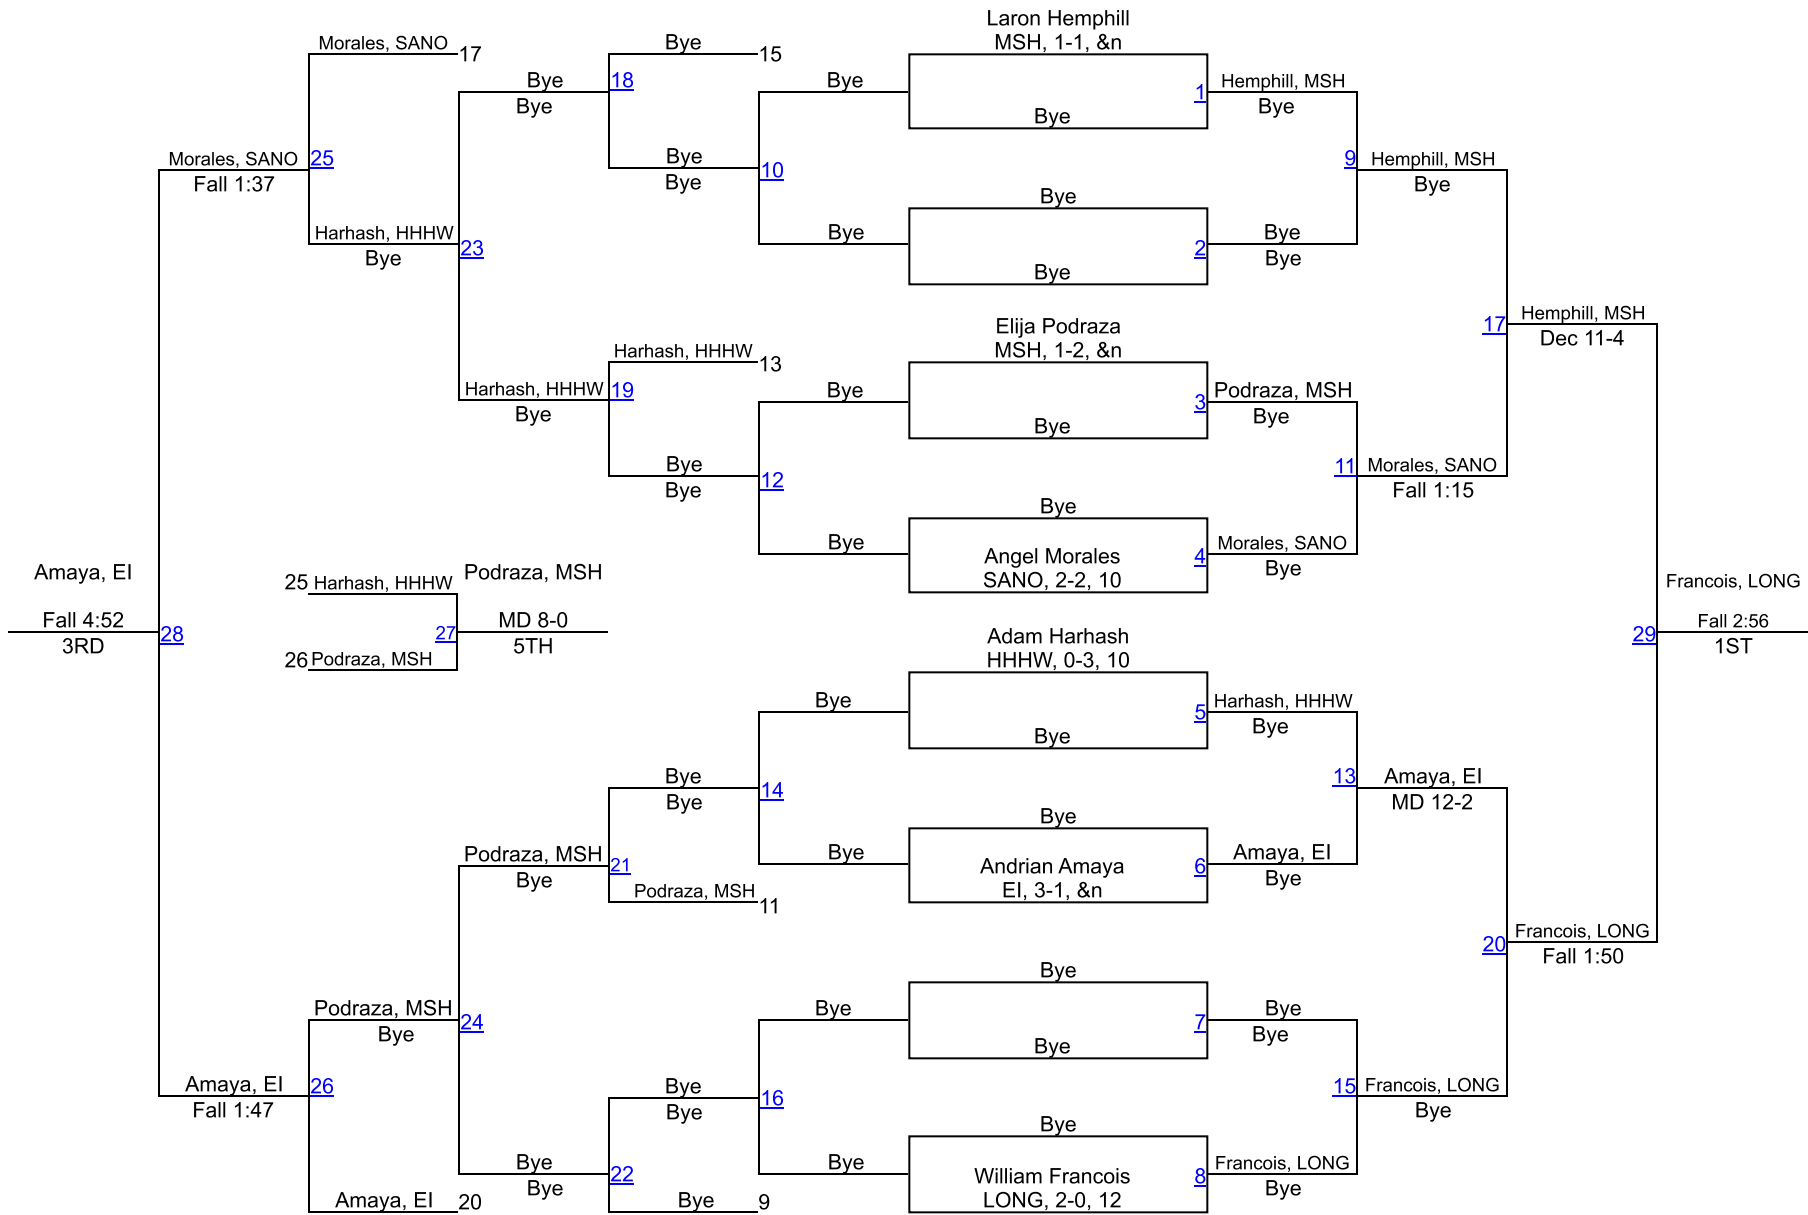 Laron Hemphill
MSH, 1-1, &n
Morales, SANO
17
Bye
15
Bye
18
Bye
Bye
1
Hemphill, MSH
Bye
Bye
Bye
Morales, SANO
25
Fall 1:37
Bye
10
Bye
9
Hemphill, MSH
Bye
Bye
Harhash, HHHW
23
Bye
Bye
2
Bye
Bye
Bye
Elija Podraza
MSH, 1-2, &n
17
Hemphill, MSH
Dec 11-4
Harhash, HHHW
13
Harhash, HHHW
19
Bye
Bye
3
Podraza, MSH
Bye
Bye
Bye
12
Bye
11
Morales, SANO
Fall 1:15
Bye
Bye
Angel Morales
SANO, 2-2, 10
4
Morales, SANO
Bye
Amaya, EI
Fall 4:52
3RD
28
25
Harhash, HHHW
26
Podraza, MSH
27
Podraza, MSH
MD 8-0
5TH
Francois, LONG
Fall 2:56
1ST
29
Adam Harhash
HHHW, 0-3, 10
Bye
5
Harhash, HHHW
Bye
Bye
Bye
14
Bye
13
Amaya, EI
MD 12-2
Bye
Podraza, MSH
21
Bye
Bye
Andrian Amaya
EI, 3-1, &n
6
Amaya, EI
Bye
Podraza, MSH
11
20
Francois, LONG
Fall 1:50
Bye
Podraza, MSH
24
Bye
Bye
7
Bye
Bye
Bye
Amaya, EI
26
Fall 1:47
Bye
16
Bye
15
Francois, LONG
Bye
Bye
Bye
22
Bye
Bye
William Francois
LONG, 2-0, 12
8
Francois, LONG
Bye
Amaya, EI
20
Bye
9